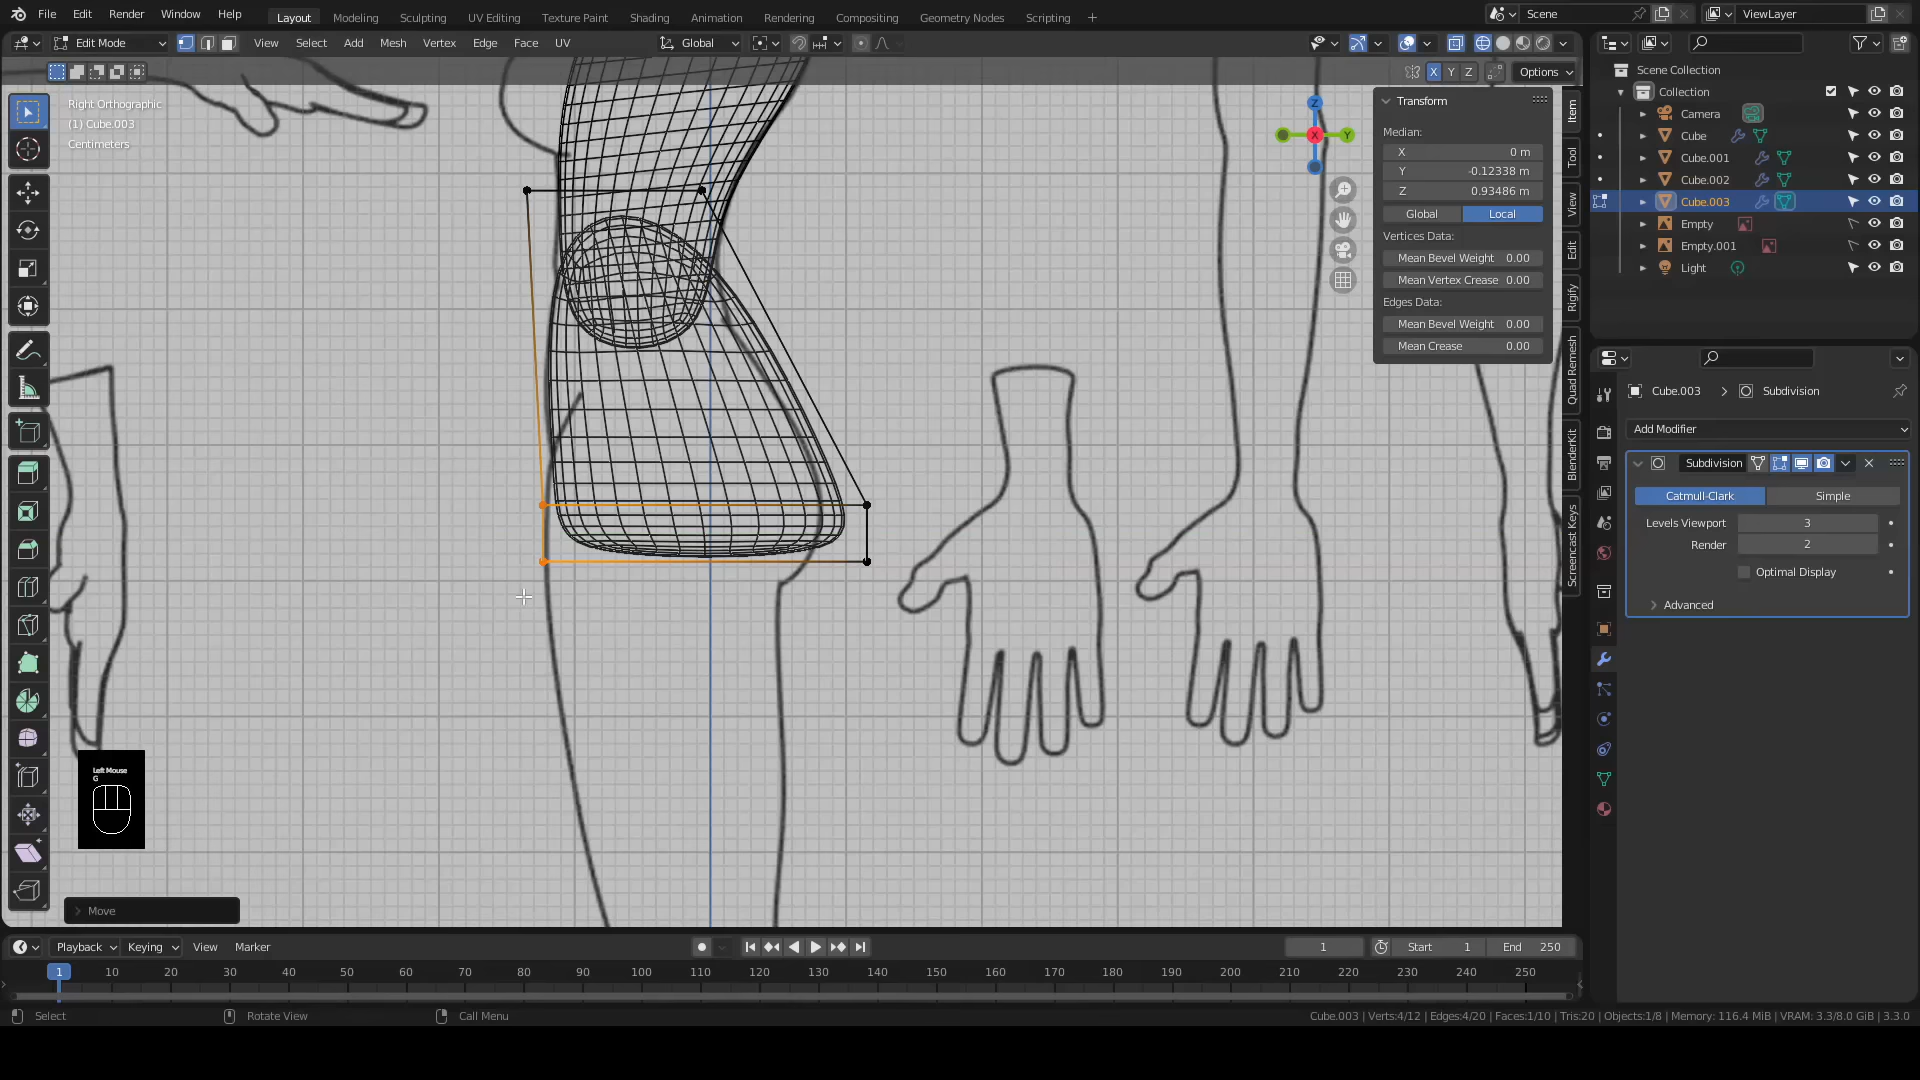 File Edit Render Window Help Layout Modeling Sculpting UV Editing Texture Paint Shading Animation Rendering Compositing Geometry Nodes Scripting + Scene ViewLayer
Edit Mode View Select Add Mesh Vertex Edge Face UV Global
X Y Z Options
Right Orthographic
(1) Cube.003
Centimeters
Z
X
Y
Transform
Median:
X 0 m
Y -0.12338 m
Z 0.93486 m
Global Local
Vertices Data:
Mean Bevel Weight 0.00
Mean Vertex Crease 0.00
Edges Data:
Mean Bevel Weight 0.00
Mean Crease 0.00
Item
Tool
View
Edit
Rigify
Quad Remesh
BlenderKit
Screencast Keys
Scene Collection
Collection
Camera
Cube
Cube.001
Cube.002
Cube.003
Empty
Empty.001
Light
Cube.003 > Subdivision
Add Modifier
Subdivision
Catmull-Clark Simple
Levels Viewport 3
Render 2
Optimal Display
Advanced
Left Mouse
G
Move
Playback Keying View Marker 1 Start 1 End 250
1 10 20 30 40 50 60 70 80 90 100 110 120 130 140 150 160 170 180 190 200 210 220 230 240 250
Select Rotate View Call Menu Cube.003 | Verts:4/12 | Edges:4/20 | Faces:1/10 | Tris:20 | Objects:1/8 | Memory: 116.4 MiB | VRAM: 3.3/8.0 GiB | 3.3.0